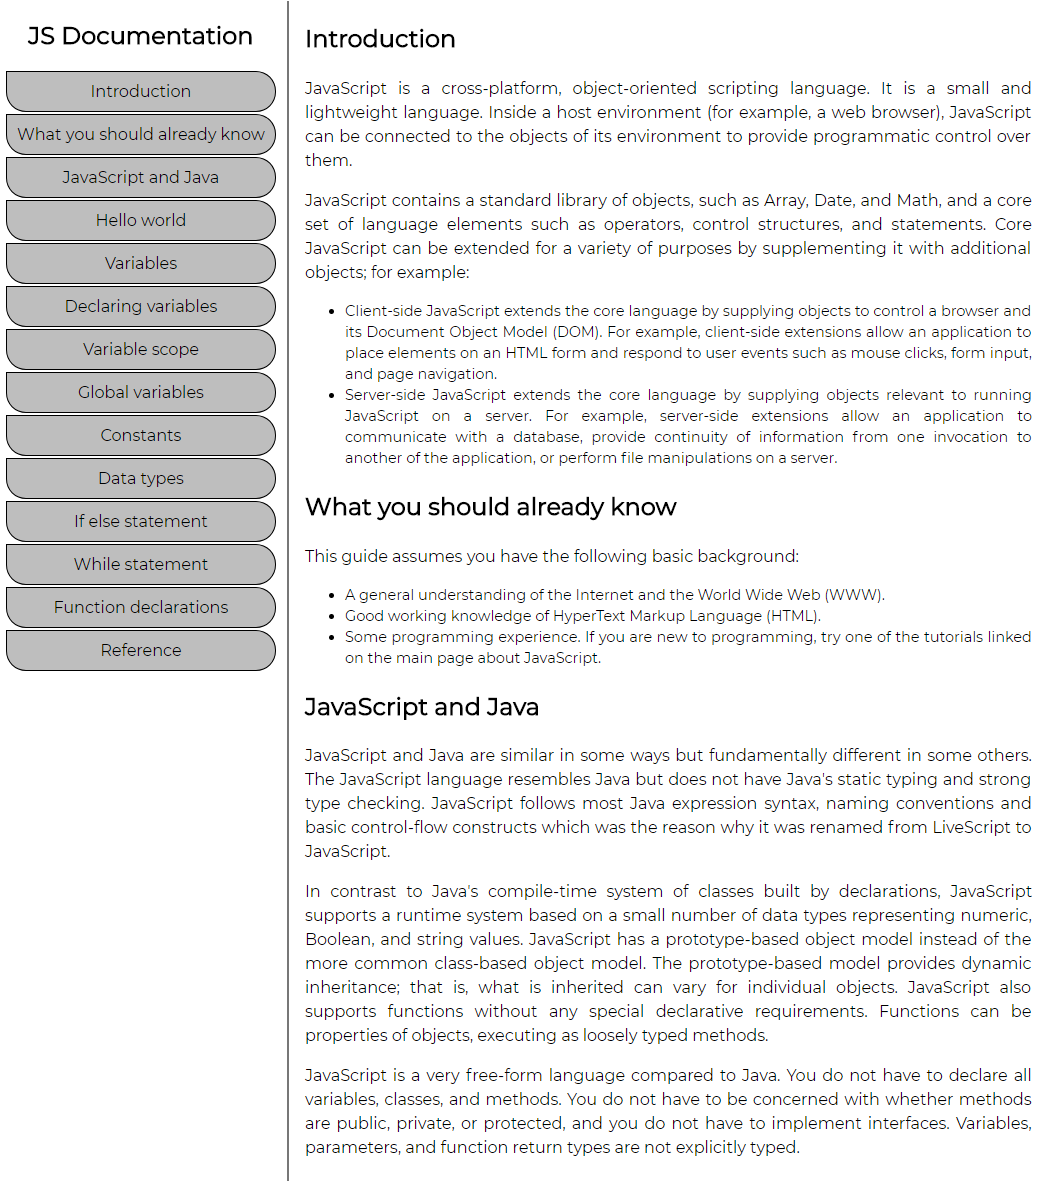 JS Documentation
Introduction
What you should already know
JavaScript and Java
Hello world
Variables
Declaring variables
Variable scope
Global variables
Constants
Data types
If else statement
While statement
Function declarations
Reference
Introduction
JavaScript is a cross-platform, object-oriented scripting language. It is a small and
lightweight language. Inside a host environment (for example, a web browser), JavaScript
can be connected to the objects of its environment to provide programmatic control over
them.
JavaScript contains a standard library of objects, such as Array, Date, and Math, and a core
set of language elements such as operators, control structures, and statements. Core
JavaScript can be extended for a variety of purposes by supplementing it with additional
objects; for example:
• Client-side JavaScript extends the core language by supplying objects to control a browser and
its Document Object Model (DOM). For example, client-side extensions allow an application to
place elements on an HTML form and respond to user events such as mouse clicks, form input,
and page navigation.
• Server-side JavaScript extends the core language by supplying objects relevant to running
JavaScript on a server. For example, server-side extensions allow an application to
communicate with a database, provide continuity of information from one invocation to
another of the application, or perform file manipulations on a server.
What you should already know
This guide assumes you have the following basic background:
• A general understanding of the Internet and the World Wide Web (WWW).
• Good working knowledge of HyperText Markup Language (HTML).
• Some programming experience. If you are new to programming, try one of the tutorials linked
on the main page about JavaScript.
JavaScript and Java
JavaScript and Java are similar in some ways but fundamentally different in some others.
The JavaScript language resembles Java but does not have Java's static typing and strong
type checking. JavaScript follows most Java expression syntax, naming conventions and
basic control-flow constructs which was the reason why it was renamed from LiveScript to
JavaScript.
In contrast to Java's compile-time system of classes built by declarations, JavaScript
supports a runtime system based on a small number of data types representing numeric,
Boolean, and string values. JavaScript has a prototype-based object model instead of the
more common class-based object model. The prototype-based model provides dynamic
inheritance; that is, what is inherited can vary for individual objects. JavaScript also
supports functions without any special declarative requirements. Functions can be
properties of objects, executing as loosely typed methods.
JavaScript is a very free-form language compared to Java. You do not have to declare all
variables, classes, and methods. You do not have to be concerned with whether methods
are public, private, or protected, and you do not have to implement interfaces. Variables,
parameters, and function return types are not explicitly typed.